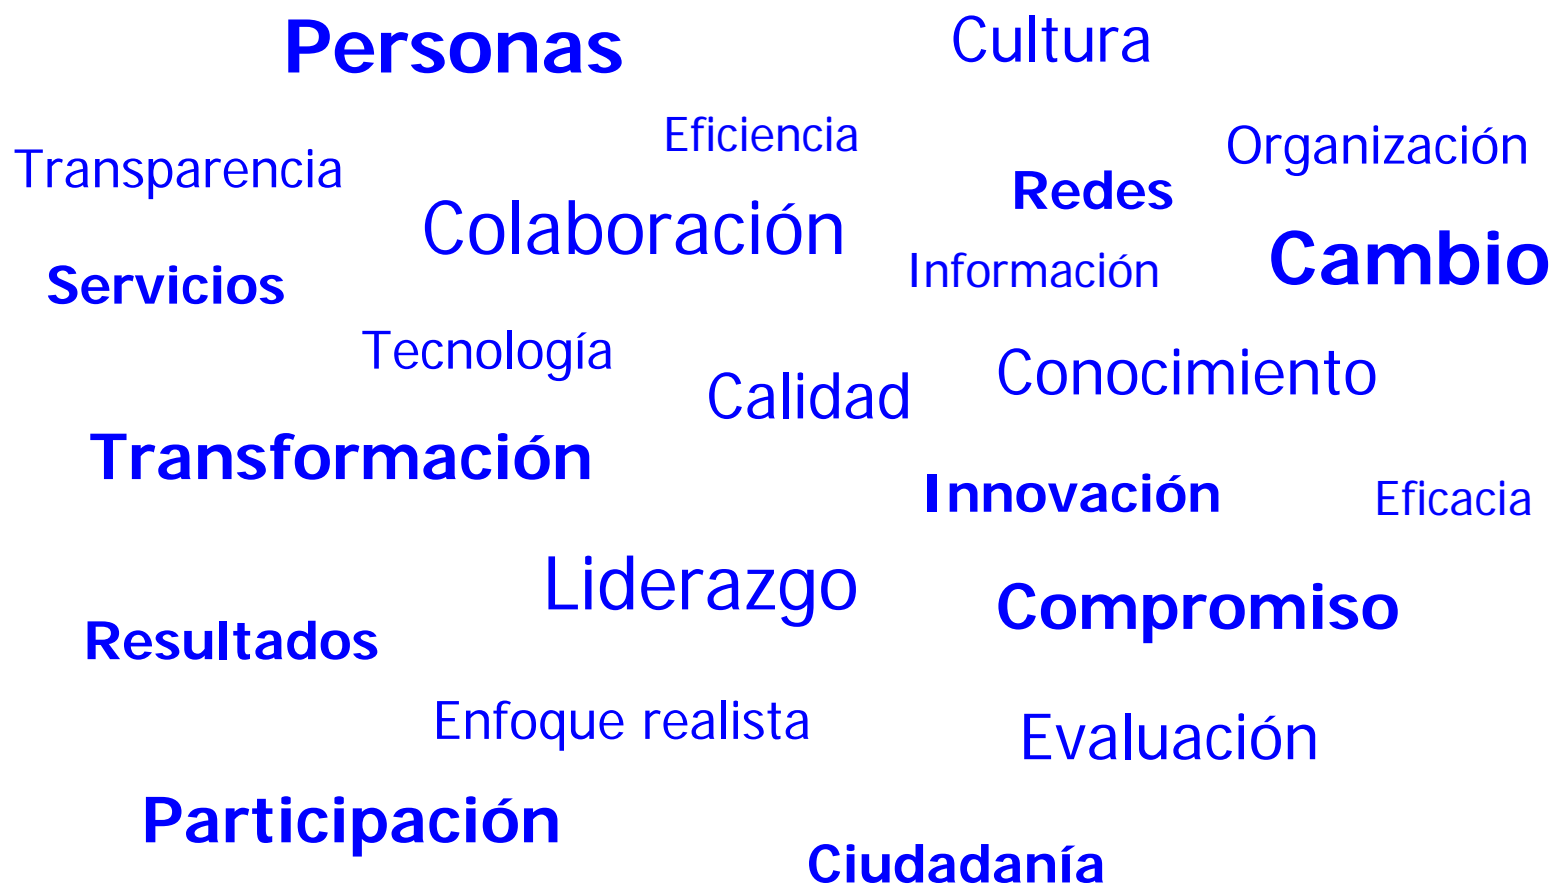 Personas
Cultura
Eficiencia
Organización
Transparencia
Redes
Colaboración
Cambio
Información
Servicios
Tecnología
Conocimiento
Calidad
Transformación
Innovación
Eficacia
Liderazgo
Compromiso
Resultados
Enfoque realista
Evaluación
Participación
Ciudadanía